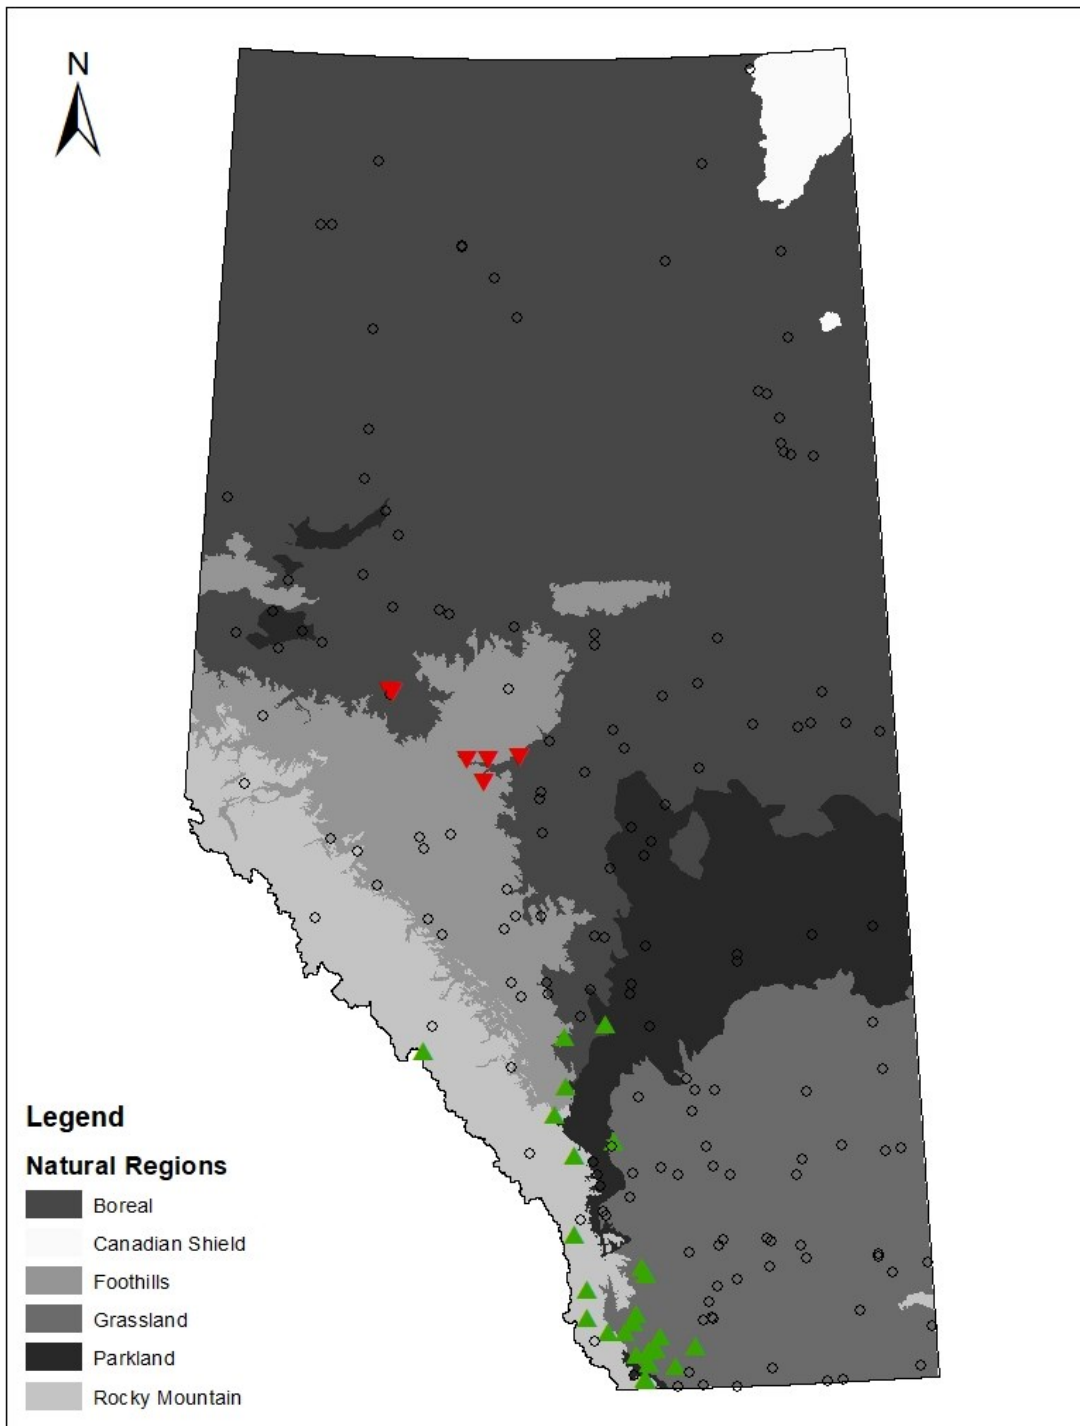 N
Legend
Natural Regions
Boreal
Canadian Shield
Foothills
Grassland
Parkland
Rocky Mountain